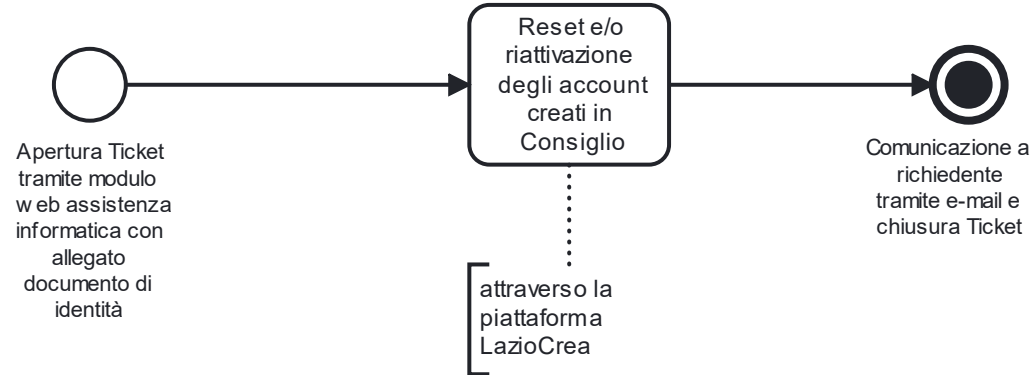 Apertura Ticket
tramite modulo
web assistenza
informatica con
allegato
documento di
identità
Reset e/o
riattivazione
degli account
creati in
Consiglio
attraverso la
piattaforma
LazioCrea
Comunicazione a
richiedente
tramite e-mail e
chiusura Ticket